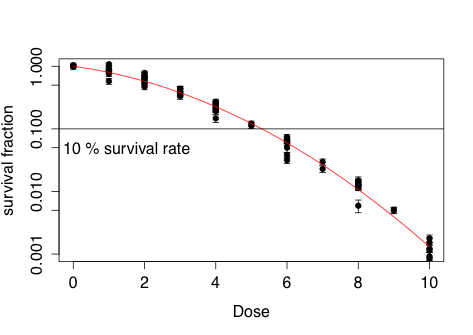 1.000
0.100
0.010
0.001
survival fraction
10 % survival rate
0 2 4 6 8 10
Dose